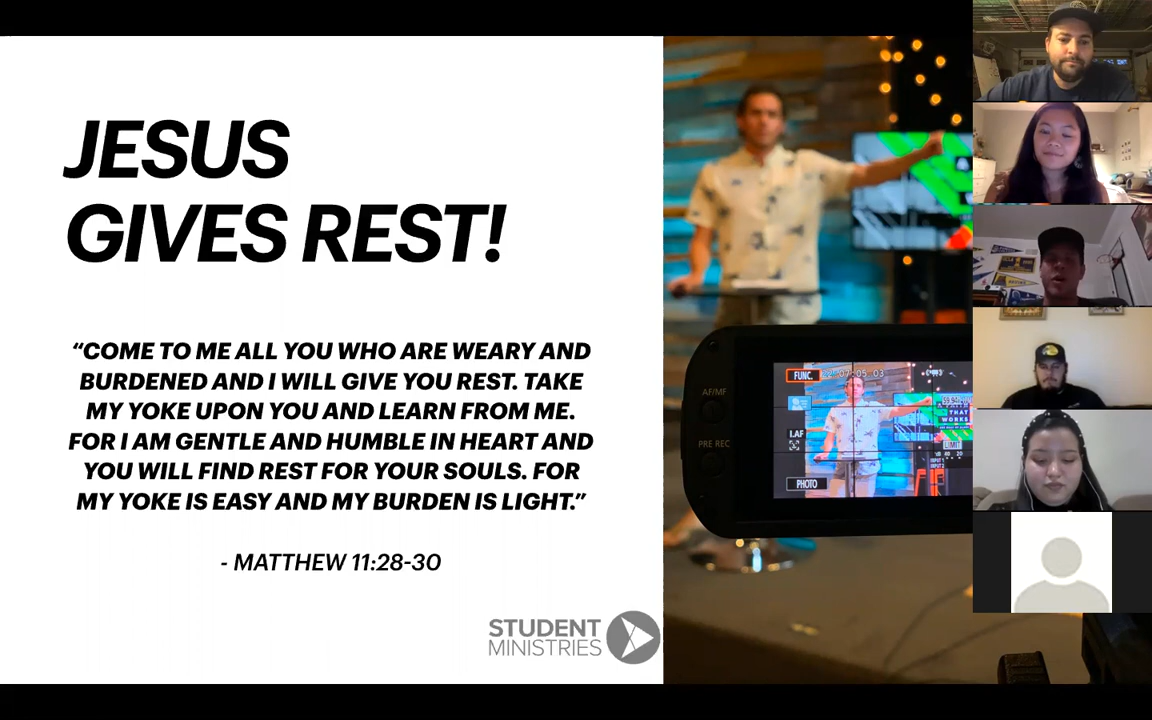 JESUS
GIVES REST!
“COME TO ME ALL YOU WHO ARE WEARY AND
BURDENED AND I WILL GIVE YOU REST. TAKE
MY YOKE UPON YOU AND LEARN FROM ME.
FOR I AM GENTLE AND HUMBLE IN HEART AND
YOU WILL FIND REST FOR YOUR SOULS. FOR
MY YOKE IS EASY AND MY BURDEN IS LIGHT.”
- MATTHEW 11:28-30
STUDENT
MINISTRIES
AF/MF
PRE REC
FUNC.
I.AF
PHOTO
THAT
WORKS